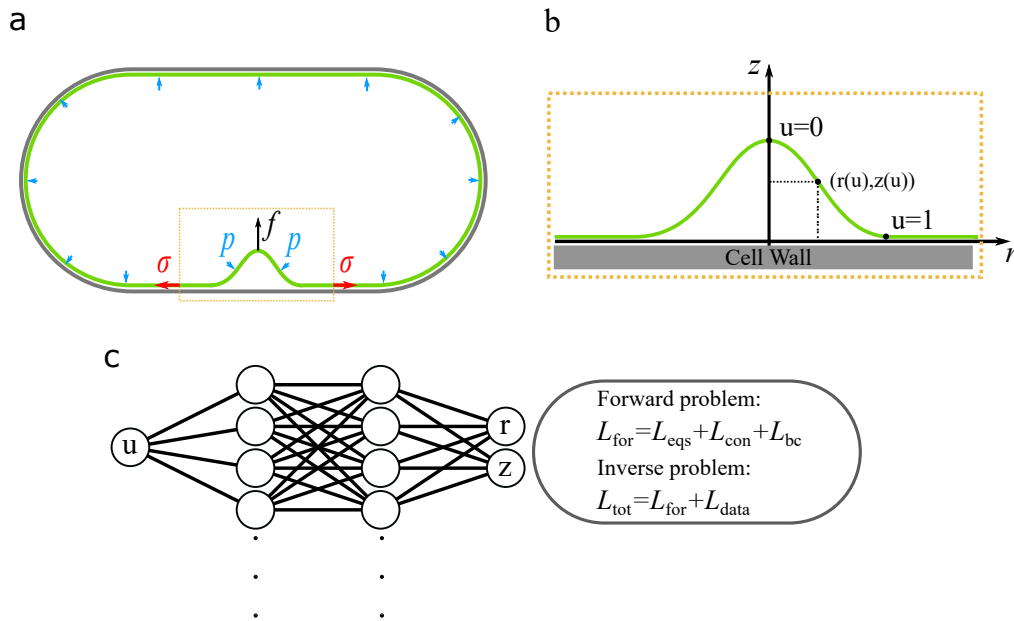 a
f
p p
σ σ
b
z
u=0
(r(u),z(u))
u=1
Cell Wall
r
c
u
r
z
Forward problem:
L_for=L_eqs+L_con+L_bc
Inverse problem:
L_tot=L_for+L_data